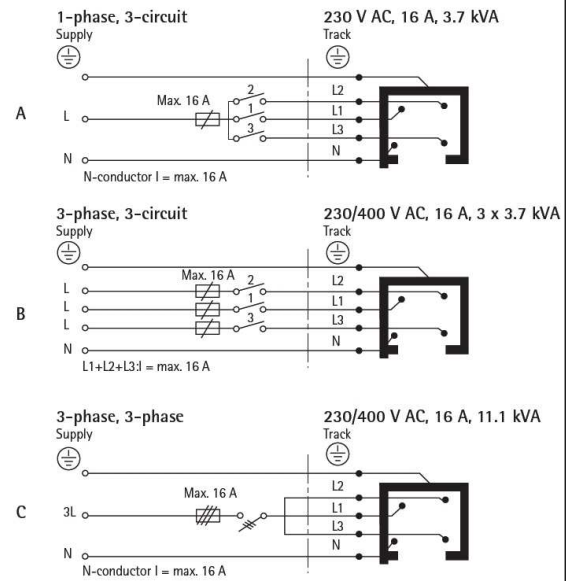 1-phase, 3-circuit 230 V AC, 16 A, 3.7 kVA
Supply Track
Max. 16 A 2 L2
A L 1 L1
3 L3
N N
N-conductor I = max. 16 A
3-phase, 3-circuit 230/400 V AC, 16 A, 3 x 3.7 kVA
Supply Track
Max. 16 A 2 L2
L
B L 1 L1
L 3 L3
N N
L1+L2+L3:I = max. 16 A
3-phase, 3-phase 230/400 V AC, 16 A, 11.1 kVA
Supply Track
Max. 16 A L2
C 3L L1
L3
N N
N-conductor I = max. 16 A